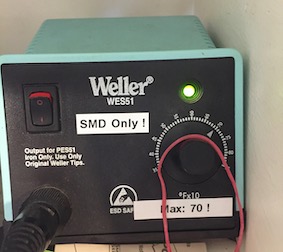 Weller®
WES51
SMD Only !
Output for PES51
Iron Only. Use Only
Original Weller Tips.
°Fx10
ESD SAFE
Max: 70 !